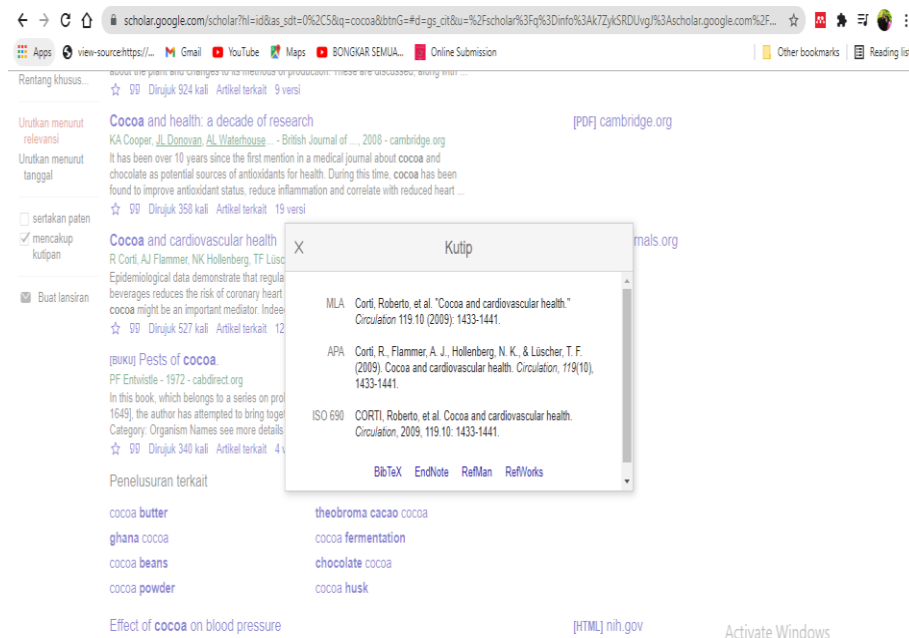 scholar.google.com/scholar?hl=id&as_sdt=0%2C5&q=cocoa&btnG=#d=gs_cit&u=%2Fscholar%3Fq%3Dinfo%3Ak7ZykSRDUvgJ%3Ascholar.google.com%2F...
Apps view-source:https://... Gmail YouTube Maps BONGKAR SEMUA... Online Submission Other bookmarks Reading list
Rentang khusus...
Dirujuk 924 kali Artikel terkait 9 versi
Urutkan menurut
relevansi
Urutkan menurut
tanggal
sertakan paten
mencakup
kutipan
Buat lansiran
Cocoa and health: a decade of research
[PDF] cambridge.org
KA Cooper, JL Donovan, AL Waterhouse... - British Journal of ..., 2008 - cambridge.org
It has been over 10 years since the first mention in a medical journal about cocoa and
chocolate as potential sources of antioxidants for health. During this time, cocoa has been
found to improve antioxidant status, reduce inflammation and correlate with reduced heart ...
Dirujuk 358 kali Artikel terkait 19 versi
Cocoa and cardiovascular health
rnals.org
R Corti, AJ Flammer, NK Hollenberg, TF Lüsc
Epidemiological data demonstrate that regula
beverages reduces the risk of coronary heart
cocoa might be an important mediator. Indee
Dirujuk 527 kali Artikel terkait 12
[BUKU] Pests of cocoa.
PF Entwistle - 1972 - cabdirect.org
In this book, which belongs to a series on pro
1649], the author has attempted to bring toget
Category: Organism Names see more details
Dirujuk 340 kali Artikel terkait 4 v
X Kutip
MLA Corti, Roberto, et al. "Cocoa and cardiovascular health."
Circulation 119.10 (2009): 1433-1441.
APA Corti, R., Flammer, A. J., Hollenberg, N. K., & Lüscher, T. F.
(2009). Cocoa and cardiovascular health. Circulation, 119(10),
1433-1441.
ISO 690 CORTI, Roberto, et al. Cocoa and cardiovascular health.
Circulation, 2009, 119.10: 1433-1441.
BibTeX EndNote RefMan RefWorks
Penelusuran terkait
cocoa butter theobroma cacao cocoa
ghana cocoa cocoa fermentation
cocoa beans chocolate cocoa
cocoa powder cocoa husk
Effect of cocoa on blood pressure
[HTML] nih.gov
Activate Windows